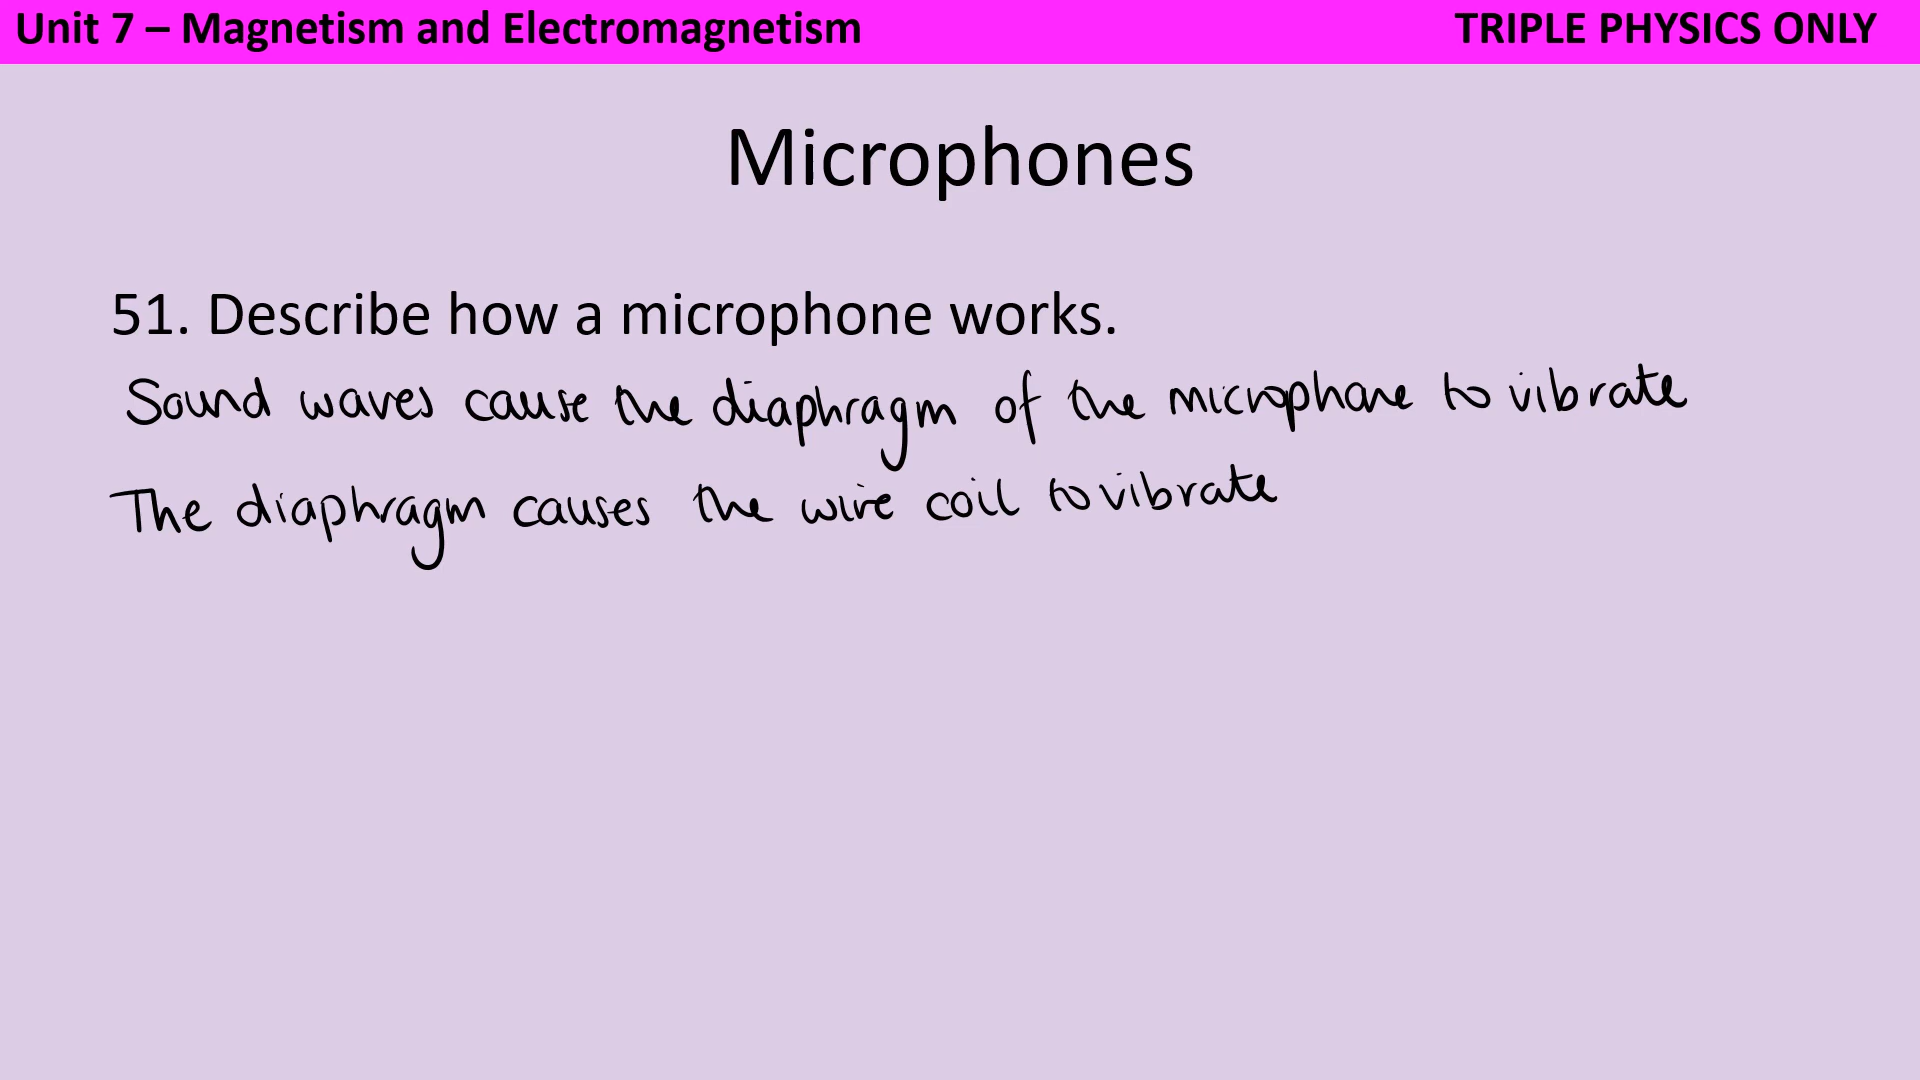 Unit 7 – Magnetism and Electromagnetism TRIPLE PHYSICS ONLY
Microphones
51. Describe how a microphone works.
Sound waves cause the diaphragm of the microphone to vibrate
The diaphragm causes the wire coil to vibrate